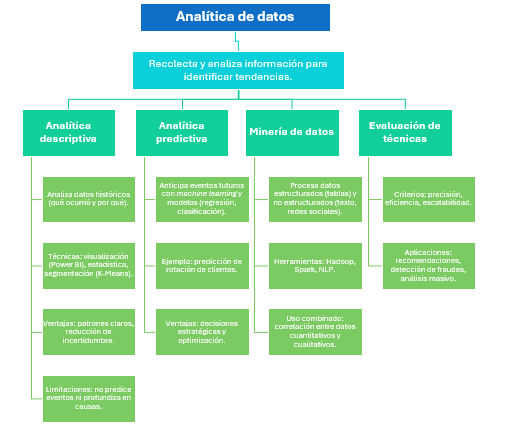 Analítica de datos
Recolecta y analiza información para
identificar tendencias.
Analítica
descriptiva
Analiza datos históricos
(qué ocurrió y por qué).
Técnicas: visualización
(Power BI), estadística,
segmentación (K-Means).
Ventajas: patrones claros,
reducción de
incertidumbre.
Limitaciones: no predice
eventos ni profundiza en
causas.
Analítica
predictiva
Anticipa eventos futuros
con machine learning y
modelos (regresión,
clasificación).
Ejemplo: predicción de
rotación de clientes.
Ventajas: decisiones
estratégicas y
optimización.
Minería de datos
Procesa datos
estructurados (tablas) y
no estructurados (texto,
redes sociales).
Herramientas: Hadoop,
Spark, NLP.
Uso combinado:
correlación entre datos
cuantitativos y
cualitativos.
Evaluación de
técnicas
Criterios: precisión,
eficiencia, escalabilidad.
Aplicaciones:
recomendaciones,
detección de fraudes,
análisis masivo.